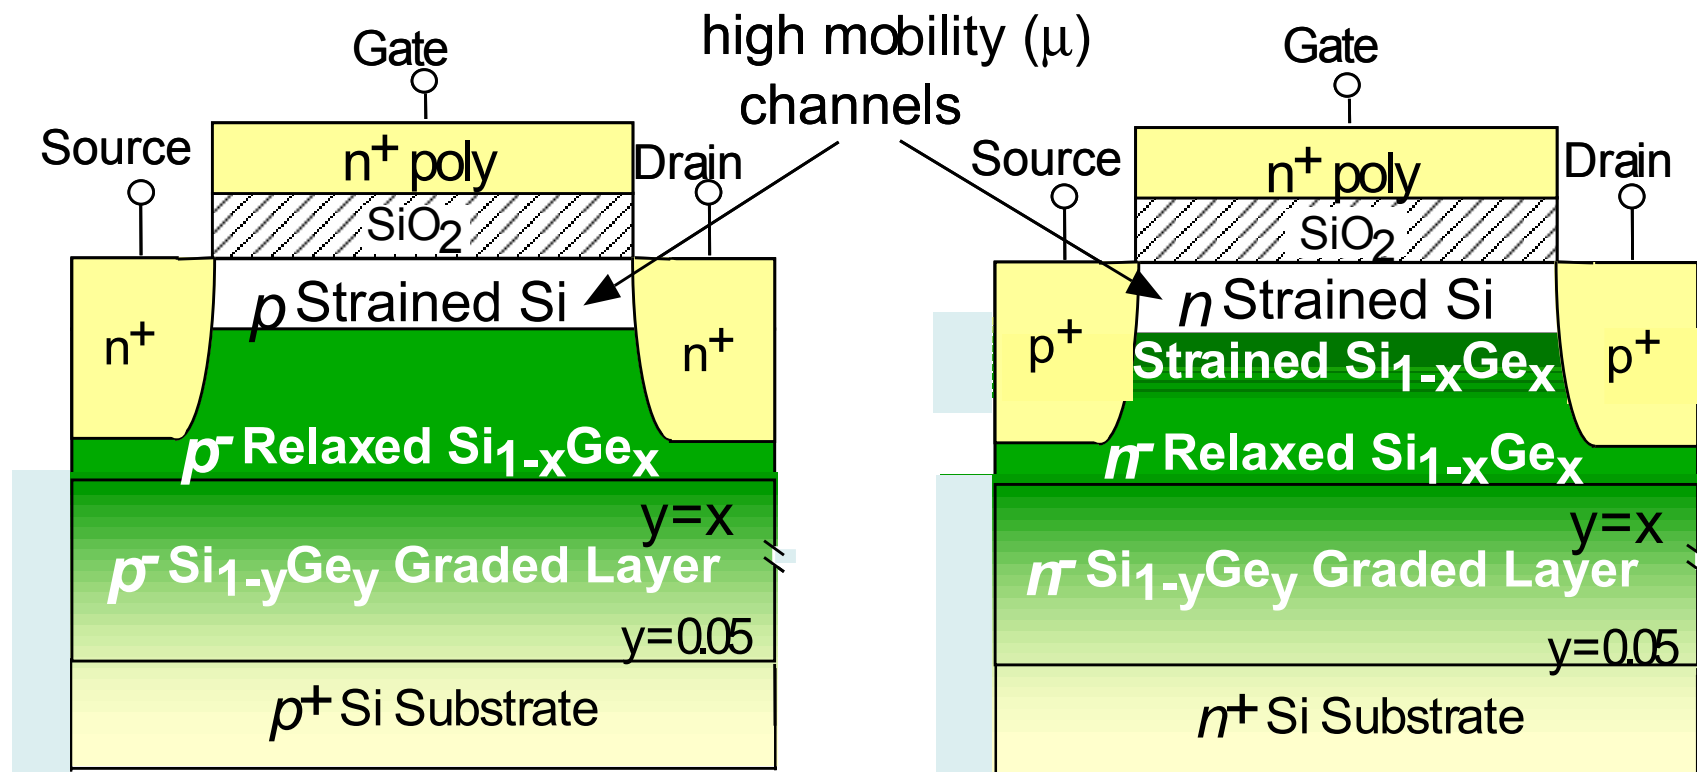 high mobility (μ)
channels
Gate
Source
Drain
n+ poly
SiO2
p Strained Si
n+
n+
p- Relaxed Si1-xGex
y=x
p- Si1-yGey Graded Layer
y=0.05
p+ Si Substrate
Gate
Source
Drain
n+ poly
SiO2
n Strained Si
p+
Strained Si1-xGex
p+
n- Relaxed Si1-xGex
y=x
n- Si1-yGey Graded Layer
y=0.05
n+ Si Substrate